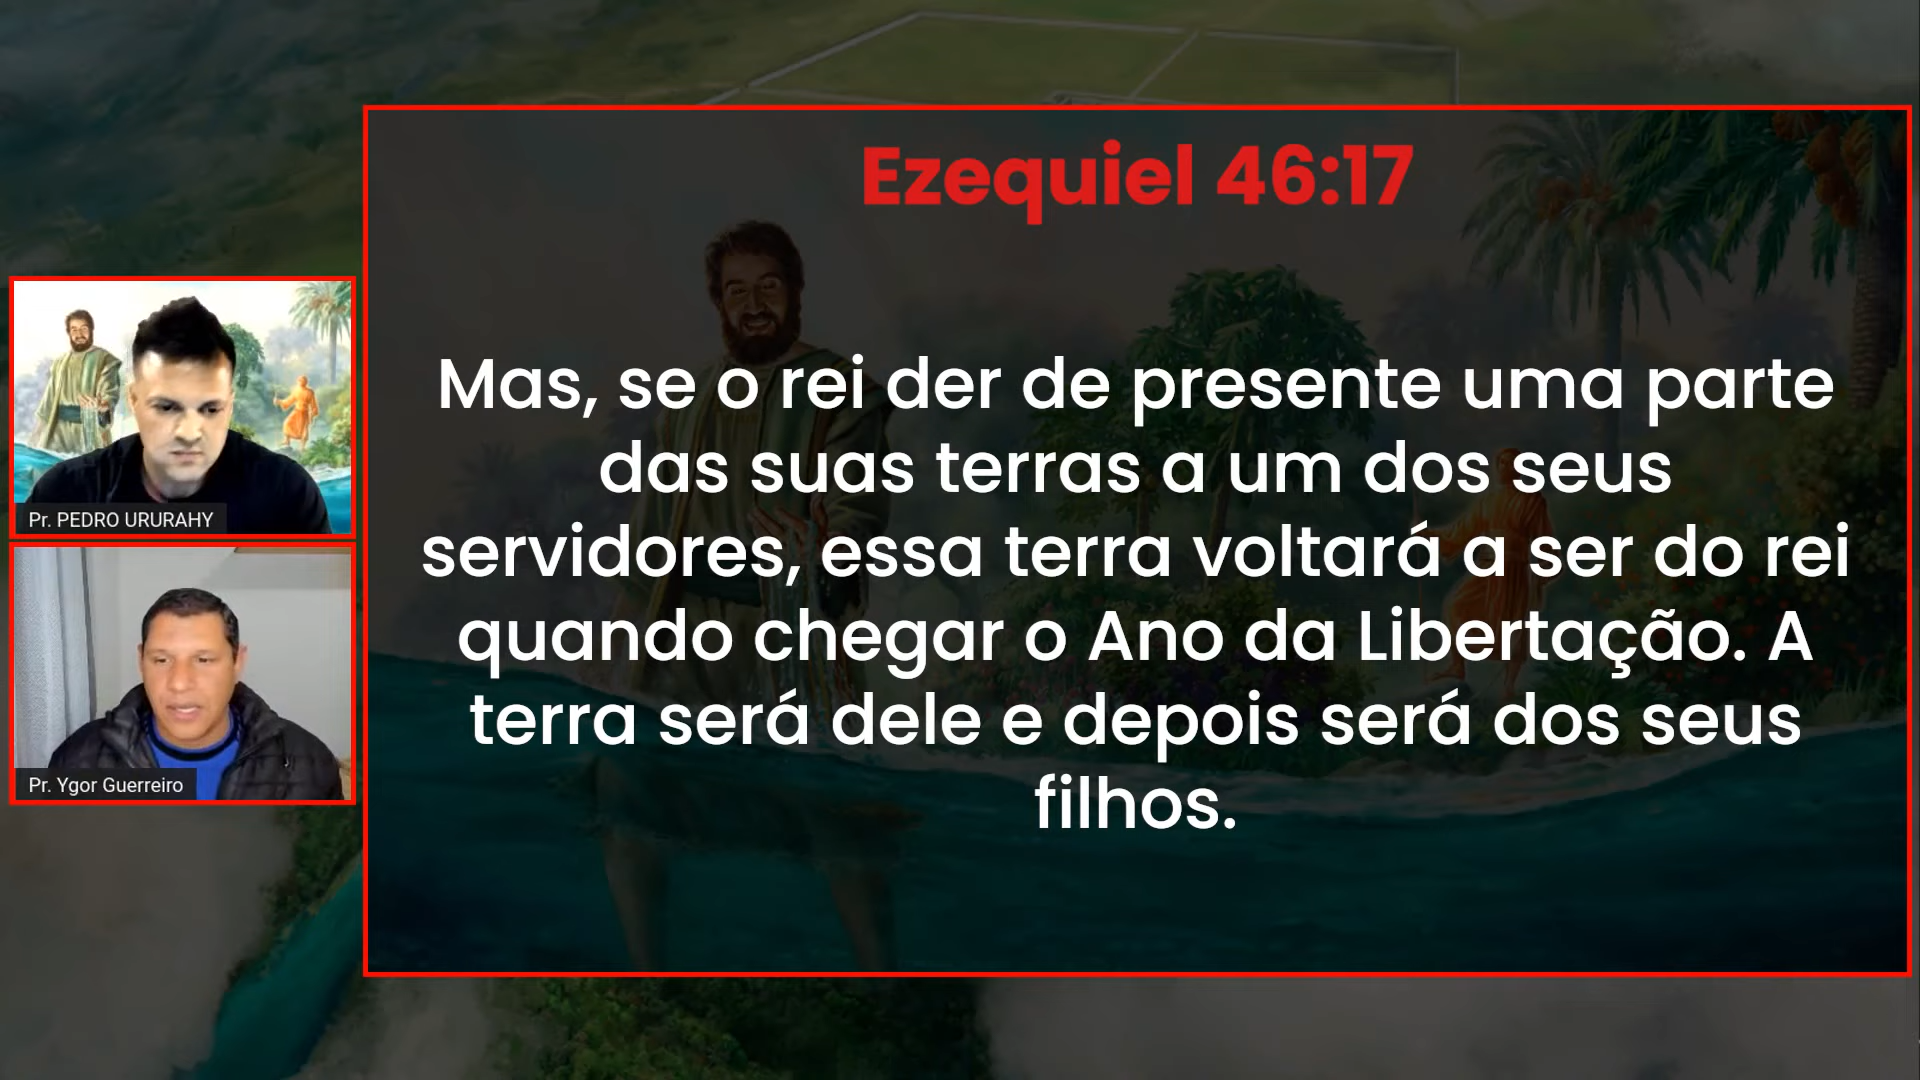 Ezequiel 46:17
Mas, se o rei der de presente uma parte
das suas terras a um dos seus
servidores, essa terra voltará a ser do rei
quando chegar o Ano da Libertação. A
terra será dele e depois será dos seus
filhos.
Pr. PEDRO URURAHY
Pr. Ygor Guerreiro